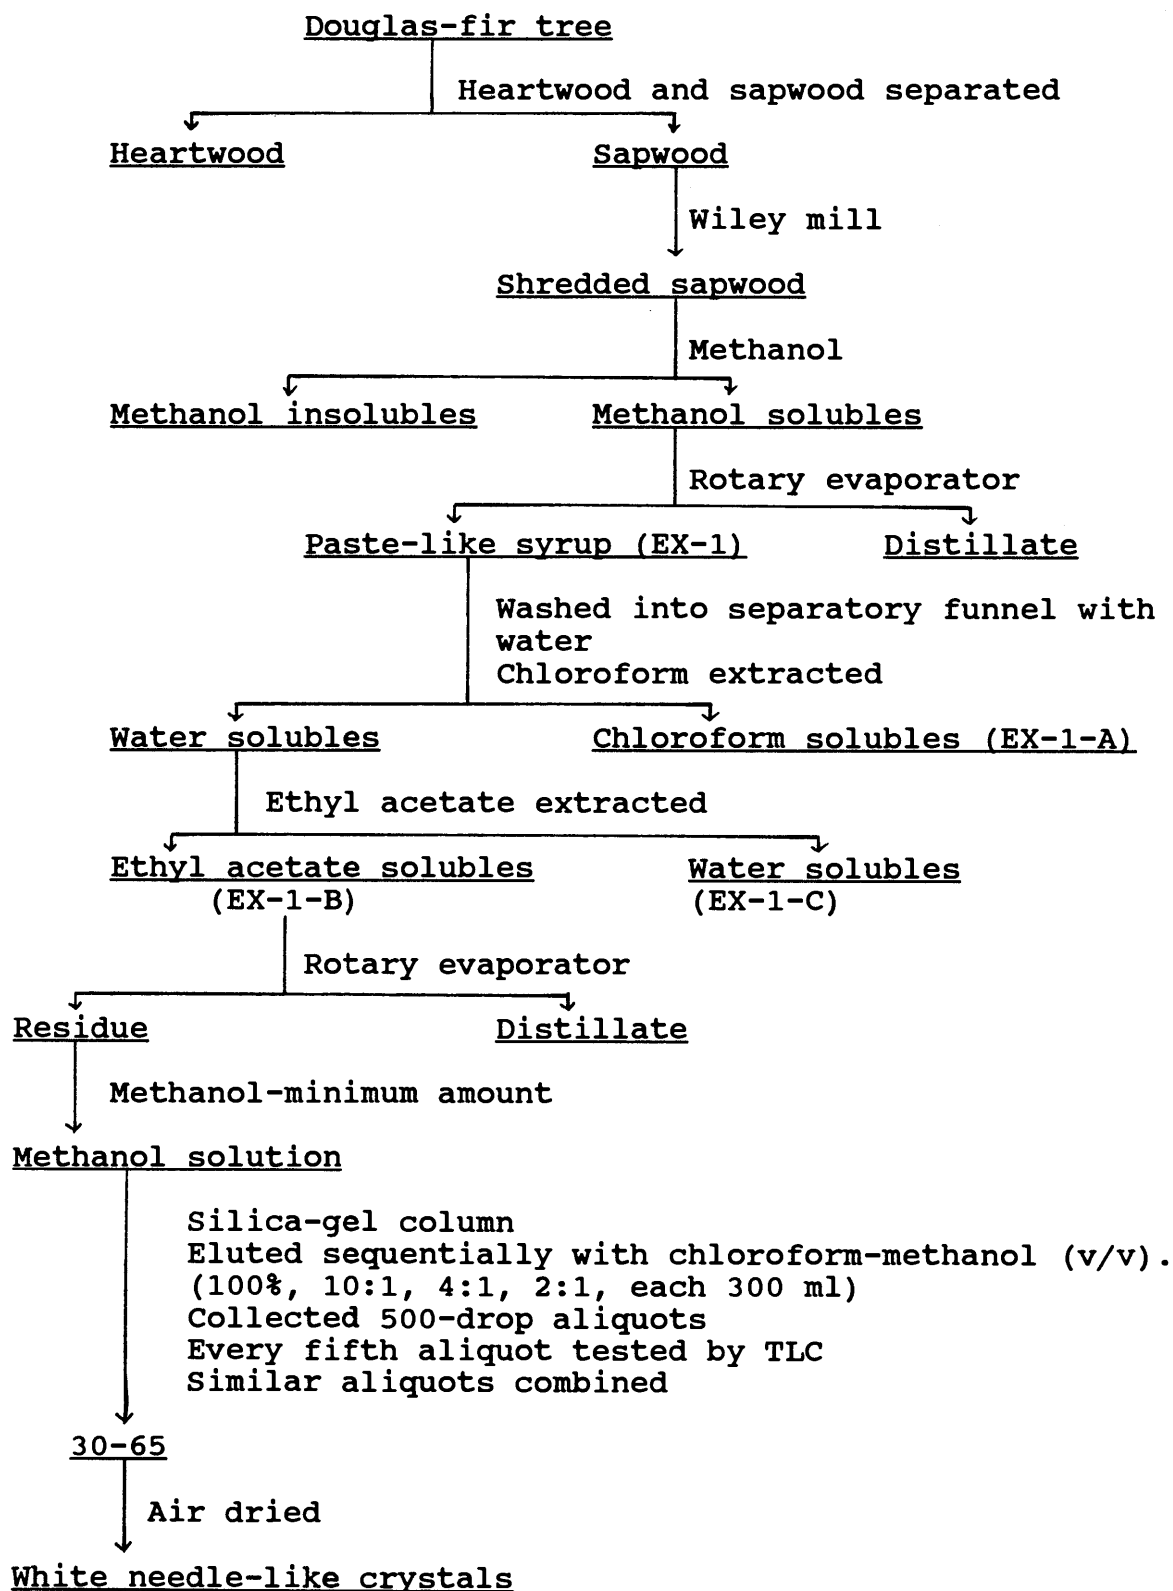 Douglas-fir tree
Heartwood and sapwood separated
Heartwood Sapwood
Wiley mill
Shredded sapwood
Methanol
Methanol insolubles Methanol solubles
Rotary evaporator
Paste-like syrup (EX-1) Distillate
Washed into separatory funnel with
water
Chloroform extracted
Water solubles Chloroform solubles (EX-1-A)
Ethyl acetate extracted
Ethyl acetate solubles Water solubles
(EX-1-B) (EX-1-C)
Rotary evaporator
Residue Distillate
Methanol-minimum amount
Methanol solution
Silica-gel column
Eluted sequentially with chloroform-methanol (v/v).
(100%, 10:1, 4:1, 2:1, each 300 ml)
Collected 500-drop aliquots
Every fifth aliquot tested by TLC
Similar aliquots combined
30-65
Air dried
White needle-like crystals